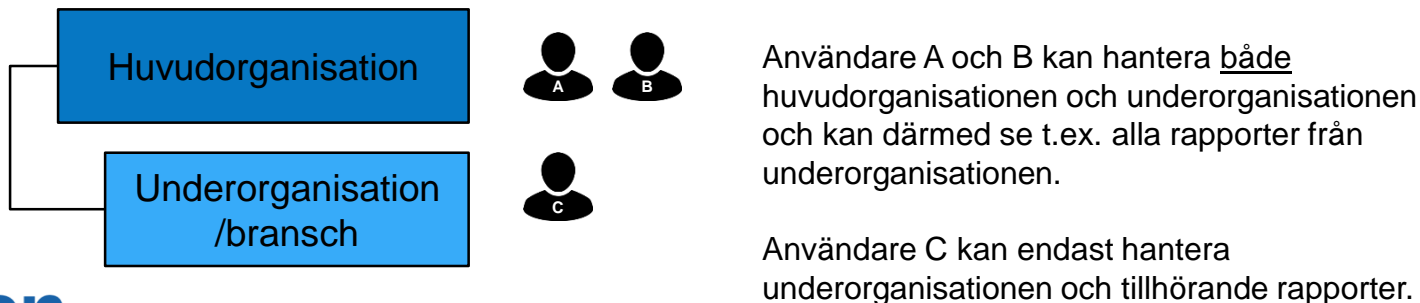 Huvudorganisation
A
B
Användare A och B kan hantera både
huvudorganisationen och underorganisationen
och kan därmed se t.ex. alla rapporter från
underorganisationen.
Underorganisation
/bransch
C
Användare C kan endast hantera
underorganisationen och tillhörande rapporter.